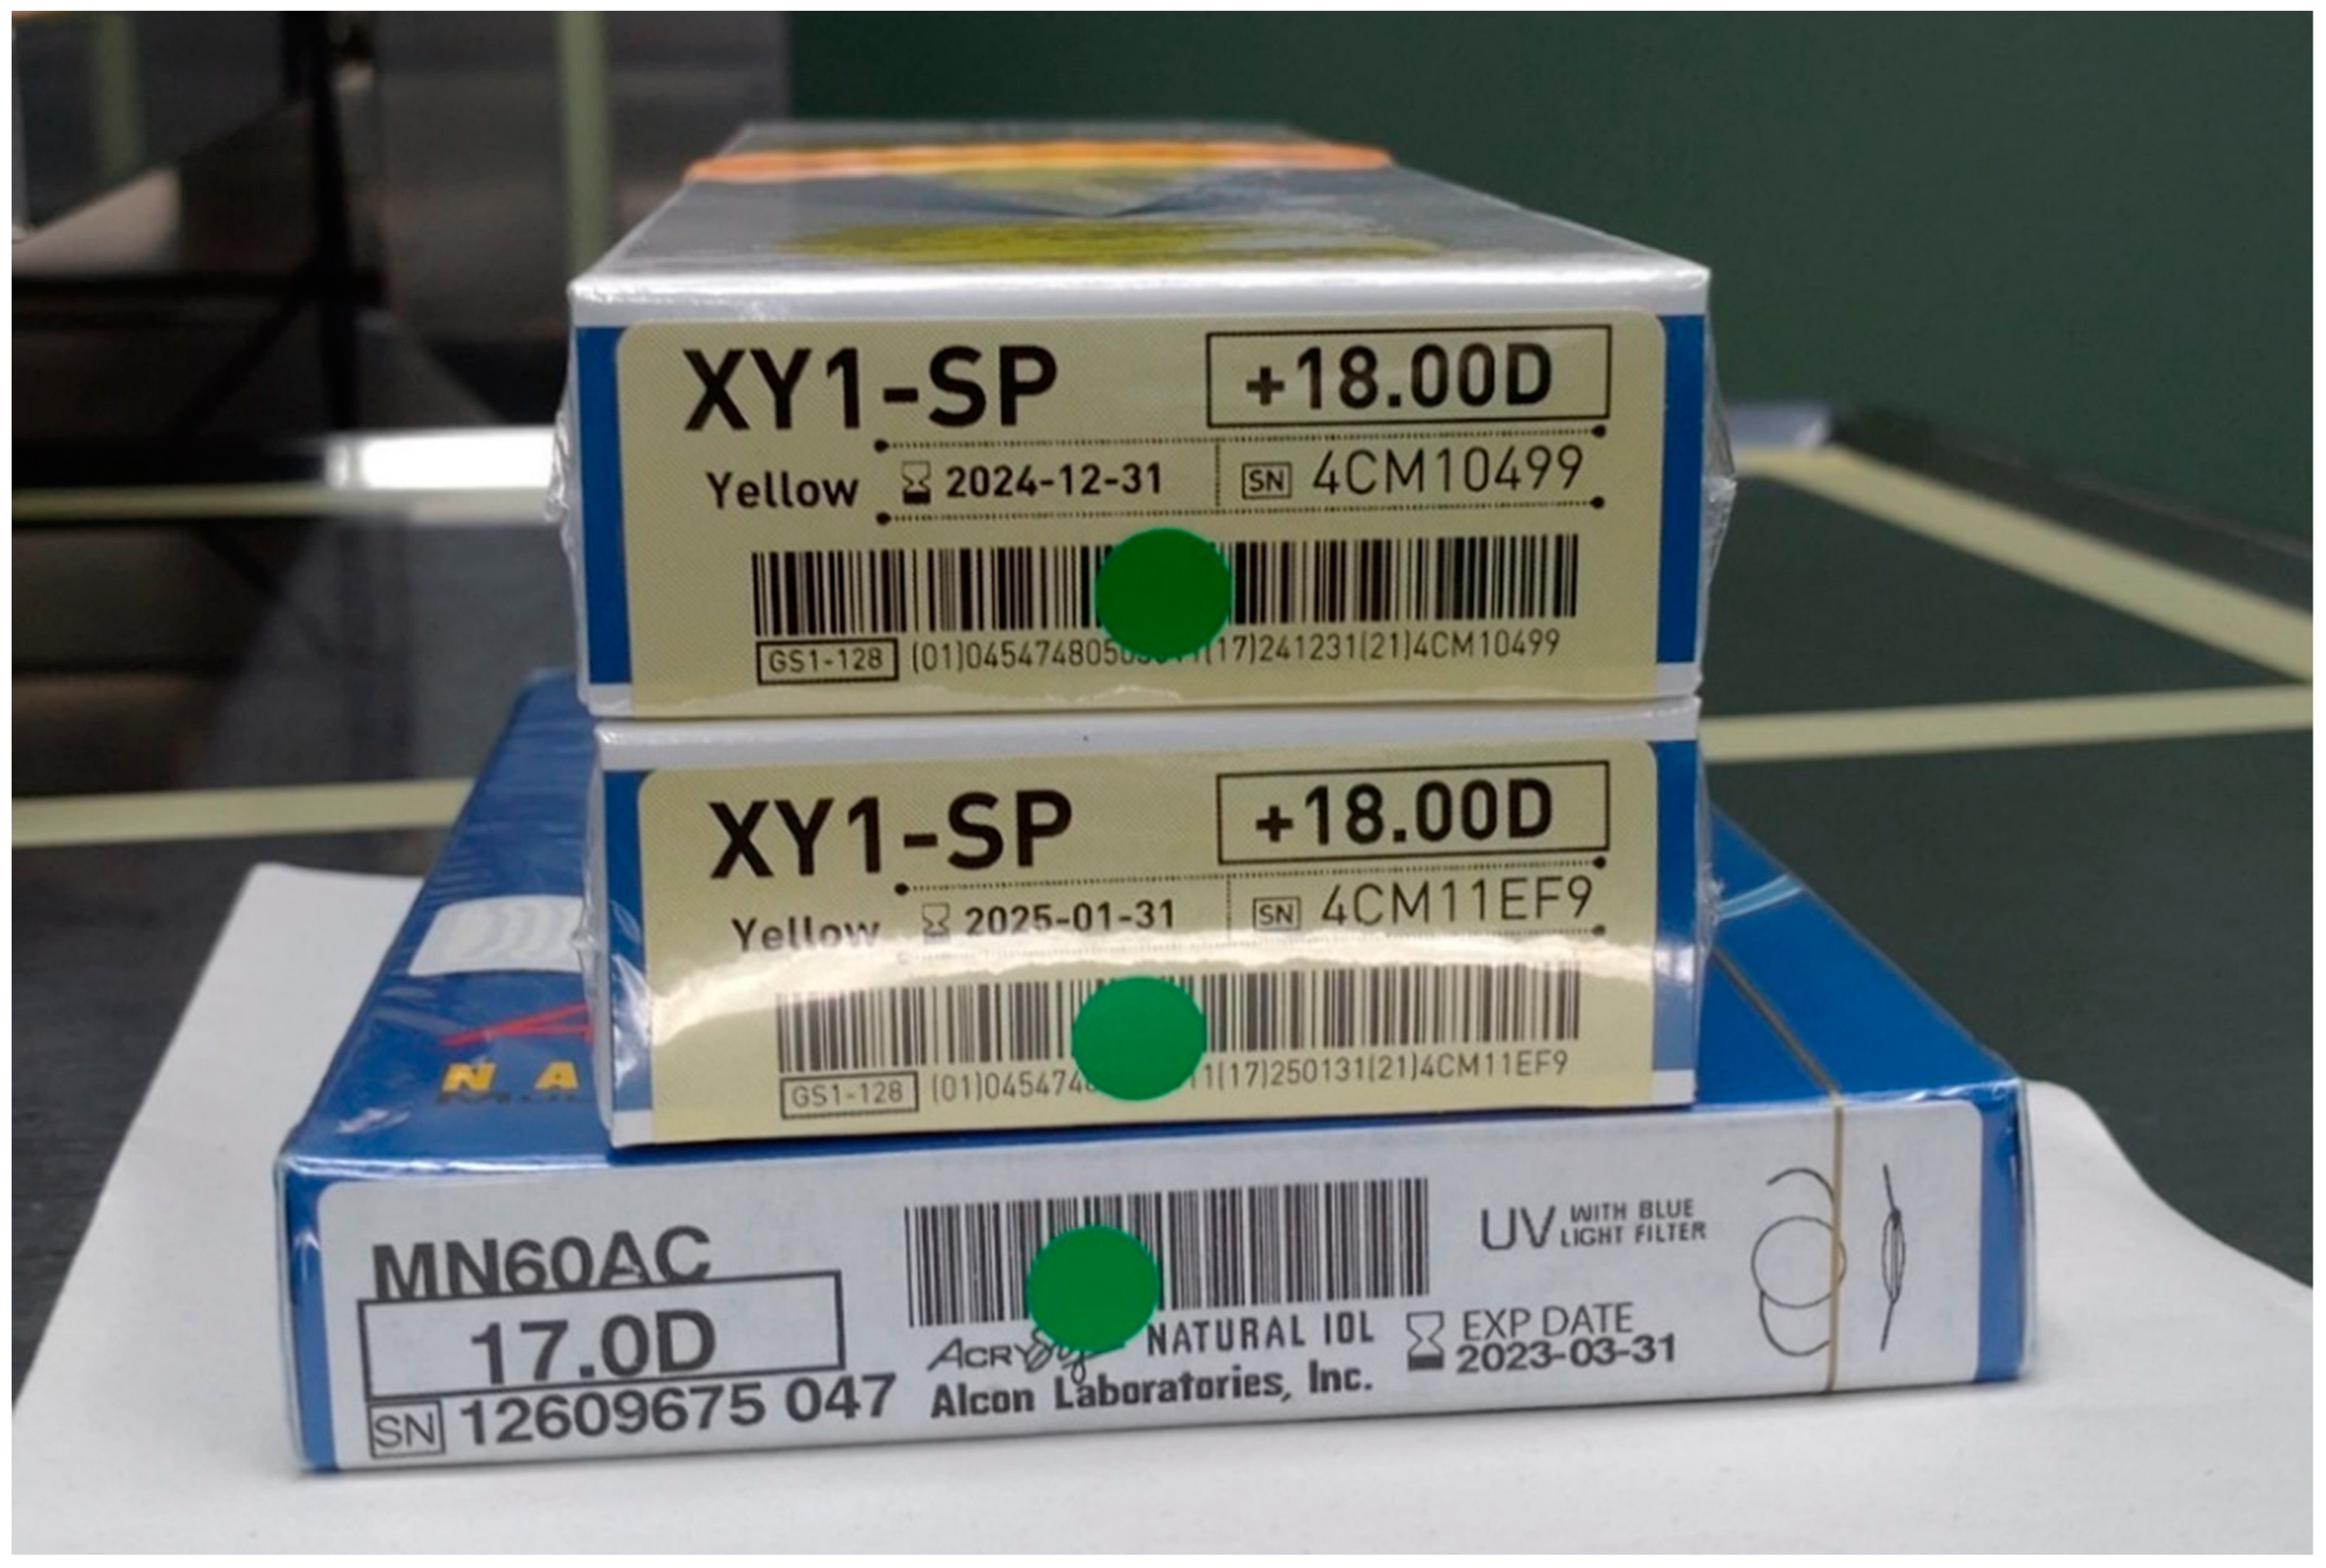 XY1-SP
+18.00D
Yellow
2024-12-31
SN 4CM10499
GS1-128
(17)241231(21)4CM10499
XY1-SP
+18.00D
Yellow
2025-01-31
SN 4CM11EF9
GS1-128
1(17)250131(21)4CM11EF9
N A
MN60AC
17.0D
SN 12609675 047
NATURAL IOL
Alcon Laboratories, Inc.
UV WITH BLUE
LIGHT FILTER
EXP DATE
2023-03-31